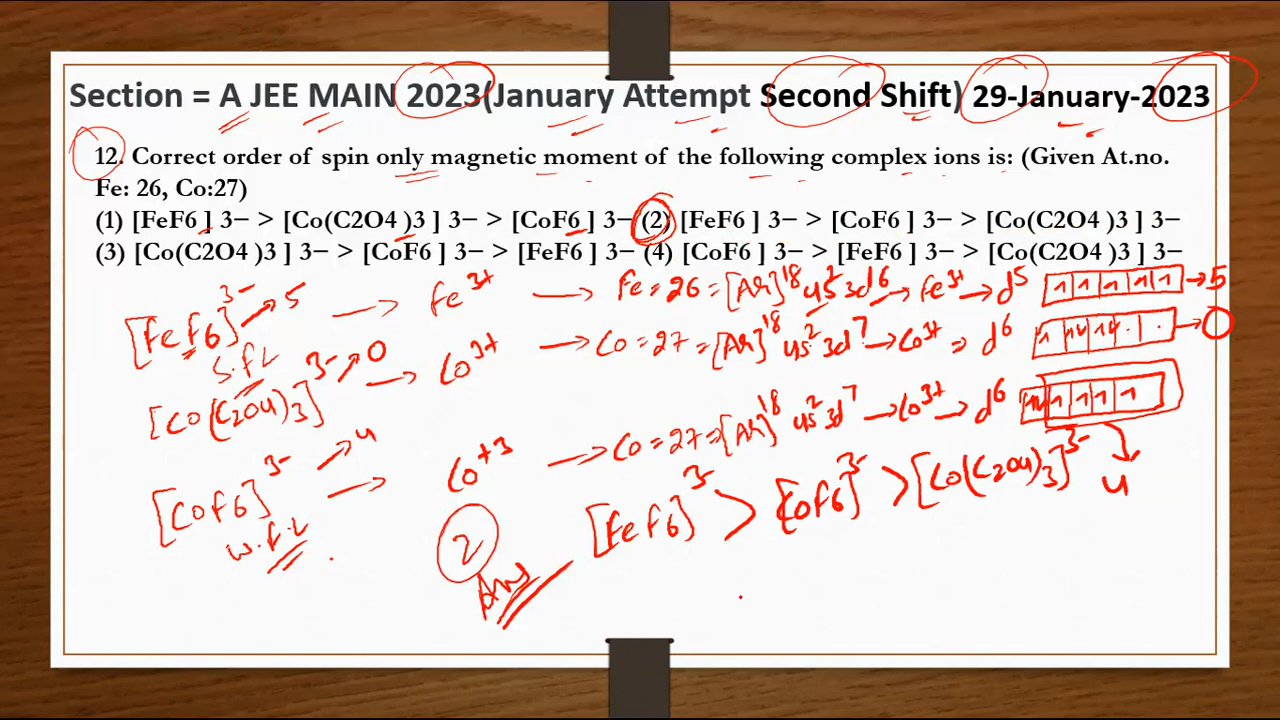 Section = A JEE MAIN 2023(January Attempt Second Shift) 29-January-2023
12. Correct order of spin only magnetic moment of the following complex ions is: (Given At.no.
Fe: 26, Co:27)
(1) [FeF6 ] 3− > [Co(C2O4 )3 ] 3− > [CoF6 ] 3− (2) [FeF6 ] 3− > [CoF6 ] 3− > [Co(C2O4 )3 ] 3−
(3) [Co(C2O4 )3 ] 3− > [CoF6 ] 3− > [FeF6 ] 3− (4) [CoF6 ] 3− > [FeF6 ] 3− > [Co(C2O4 )3 ] 3−
[FeF6]3- → 5 → Fe3+ → Fe = 26 = [Ar]18 4s2 3d6 → Fe3+ → d5 → 5
S.f.L
[Co(C2O4)3]3- → 0 → Co3+ → Co = 27 = [Ar]18 4s2 3d7 → Co3+ ⇒ d6 → 0
[CoF6]3- → 4 → Co+3 → Co = 27 = [Ar]18 4s2 3d7 → Co3+ → d6 → 4
w.f.L
2 Ans [FeF6]3- > [CoF6]3- > [Co(C2O4)3]3-